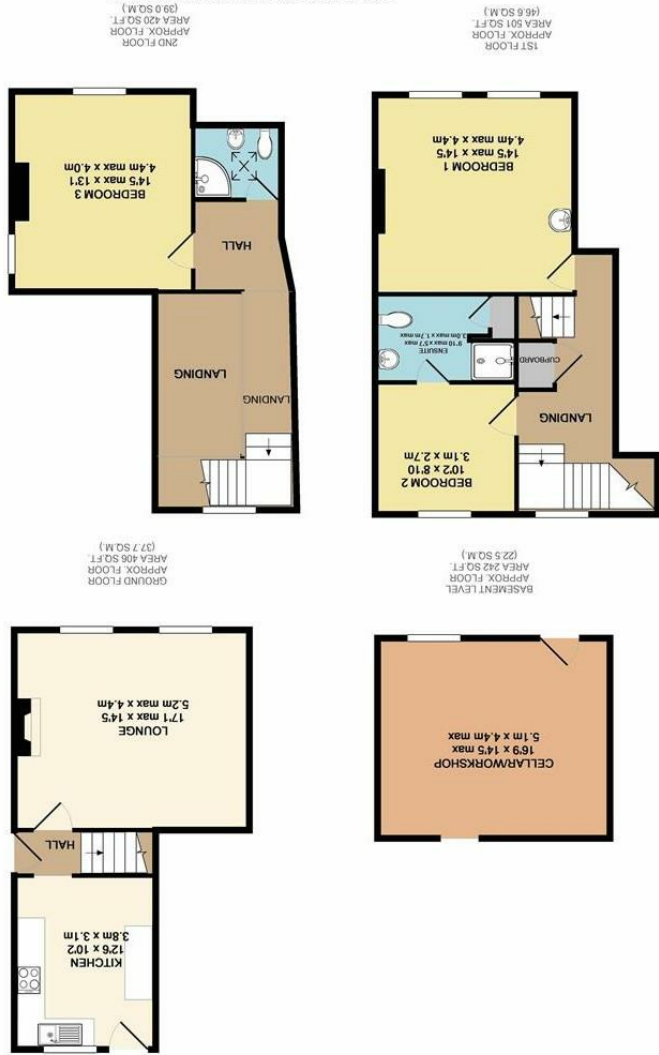 CELLAR/WORKSHOP
16'9 x 14'5 max
5.1m x 4.4m max
BASEMENT LEVEL
APPROX. FLOOR
AREA 242 SQ.FT.
(22.5 SQ.M.)
KITCHEN
12'6 x 10'2
3.8m x 3.1m
HALL
LOUNGE
17'1 max x 14'5
5.2m max x 4.4m
GROUND FLOOR
APPROX. FLOOR
AREA 406 SQ.FT.
(37.7 SQ.M.)
BEDROOM 2
10'2 x 8'10
3.1m x 2.7m
LANDING
CUPBOARD
ENSUITE
9'10 x5'7 max
3.0m max x 1.7m max
BEDROOM 1
14'5 max x 14'5
4.4m max x 4.4m
1ST FLOOR
APPROX. FLOOR
AREA 501 SQ.FT.
(46.6 SQ.M.)
LANDING
LANDING
HALL
BEDROOM 3
14'5 max x 13'1
4.4m max x 4.0m
2ND FLOOR
APPROX. FLOOR
AREA 420 SQ.FT.
(39.0 SQ.M.)